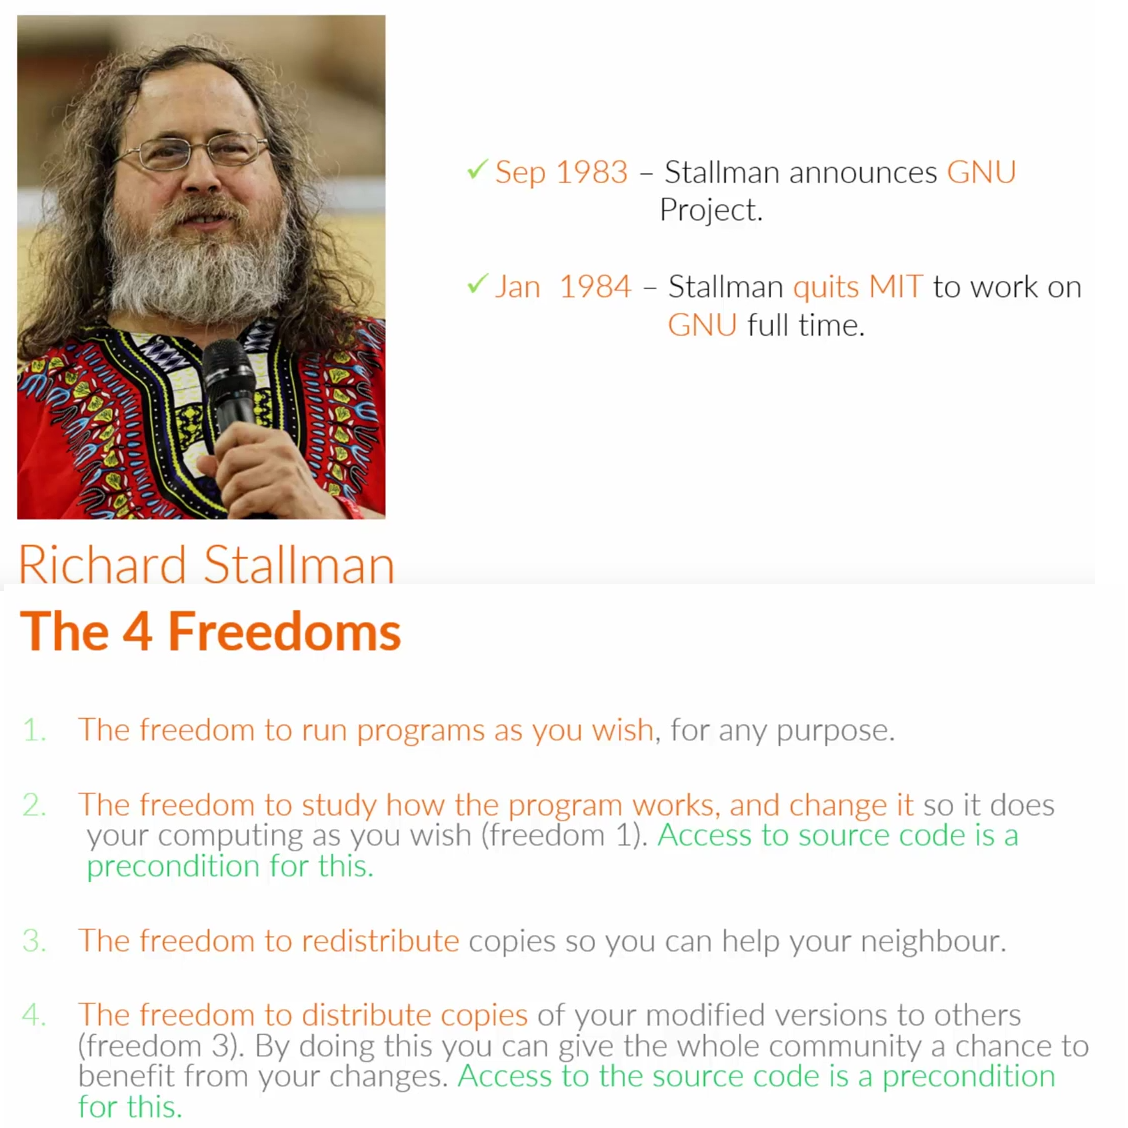 ✓ Sep 1983 – Stallman announces GNU
Project.
✓ Jan 1984 – Stallman quits MIT to work on
GNU full time.
Richard Stallman
The 4 Freedoms
1. The freedom to run programs as you wish, for any purpose.
2. The freedom to study how the program works, and change it so it does
your computing as you wish (freedom 1). Access to source code is a
precondition for this.
3. The freedom to redistribute copies so you can help your neighbour.
4. The freedom to distribute copies of your modified versions to others
(freedom 3). By doing this you can give the whole community a chance to
benefit from your changes. Access to the source code is a precondition
for this.